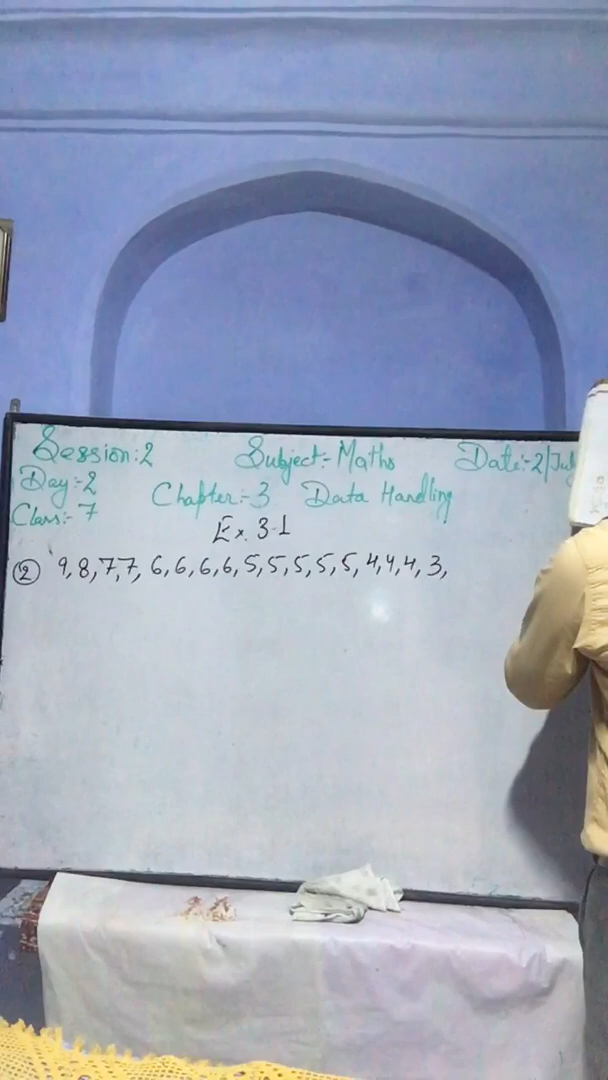 Session:2 Subject:- Maths Date:-2/July
Day:-2 Chapter:-3 Data Handling
Class:- 7
Ex. 3.1
② 9,8,7,7, 6,6,6,6,5,5,5,5,5,4,4,4,3,